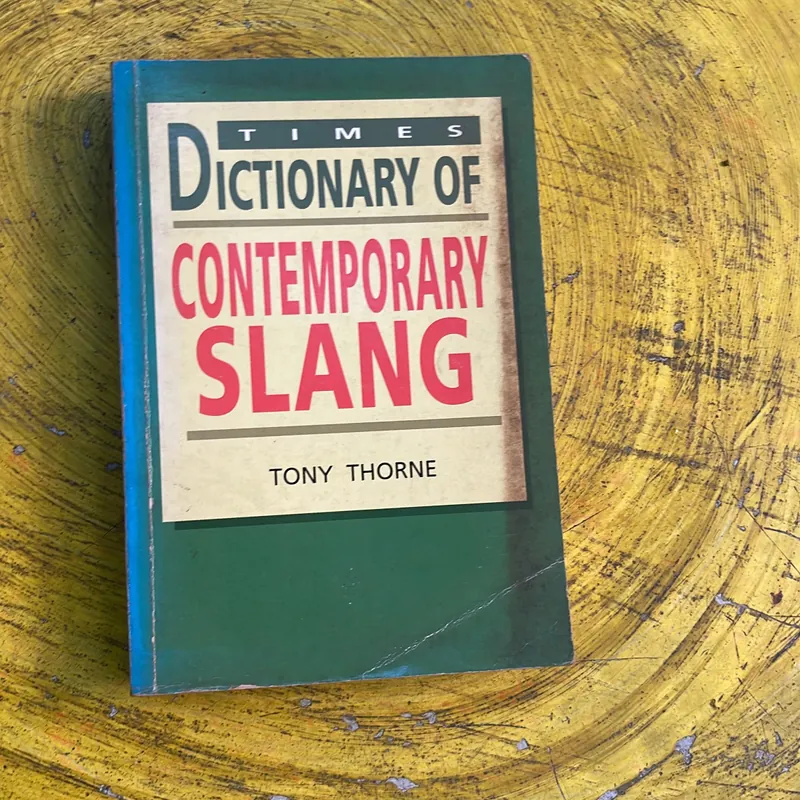 TIMES
DICTIONARY OF
CONTEMPORARY
SLANG
TONY THORNE